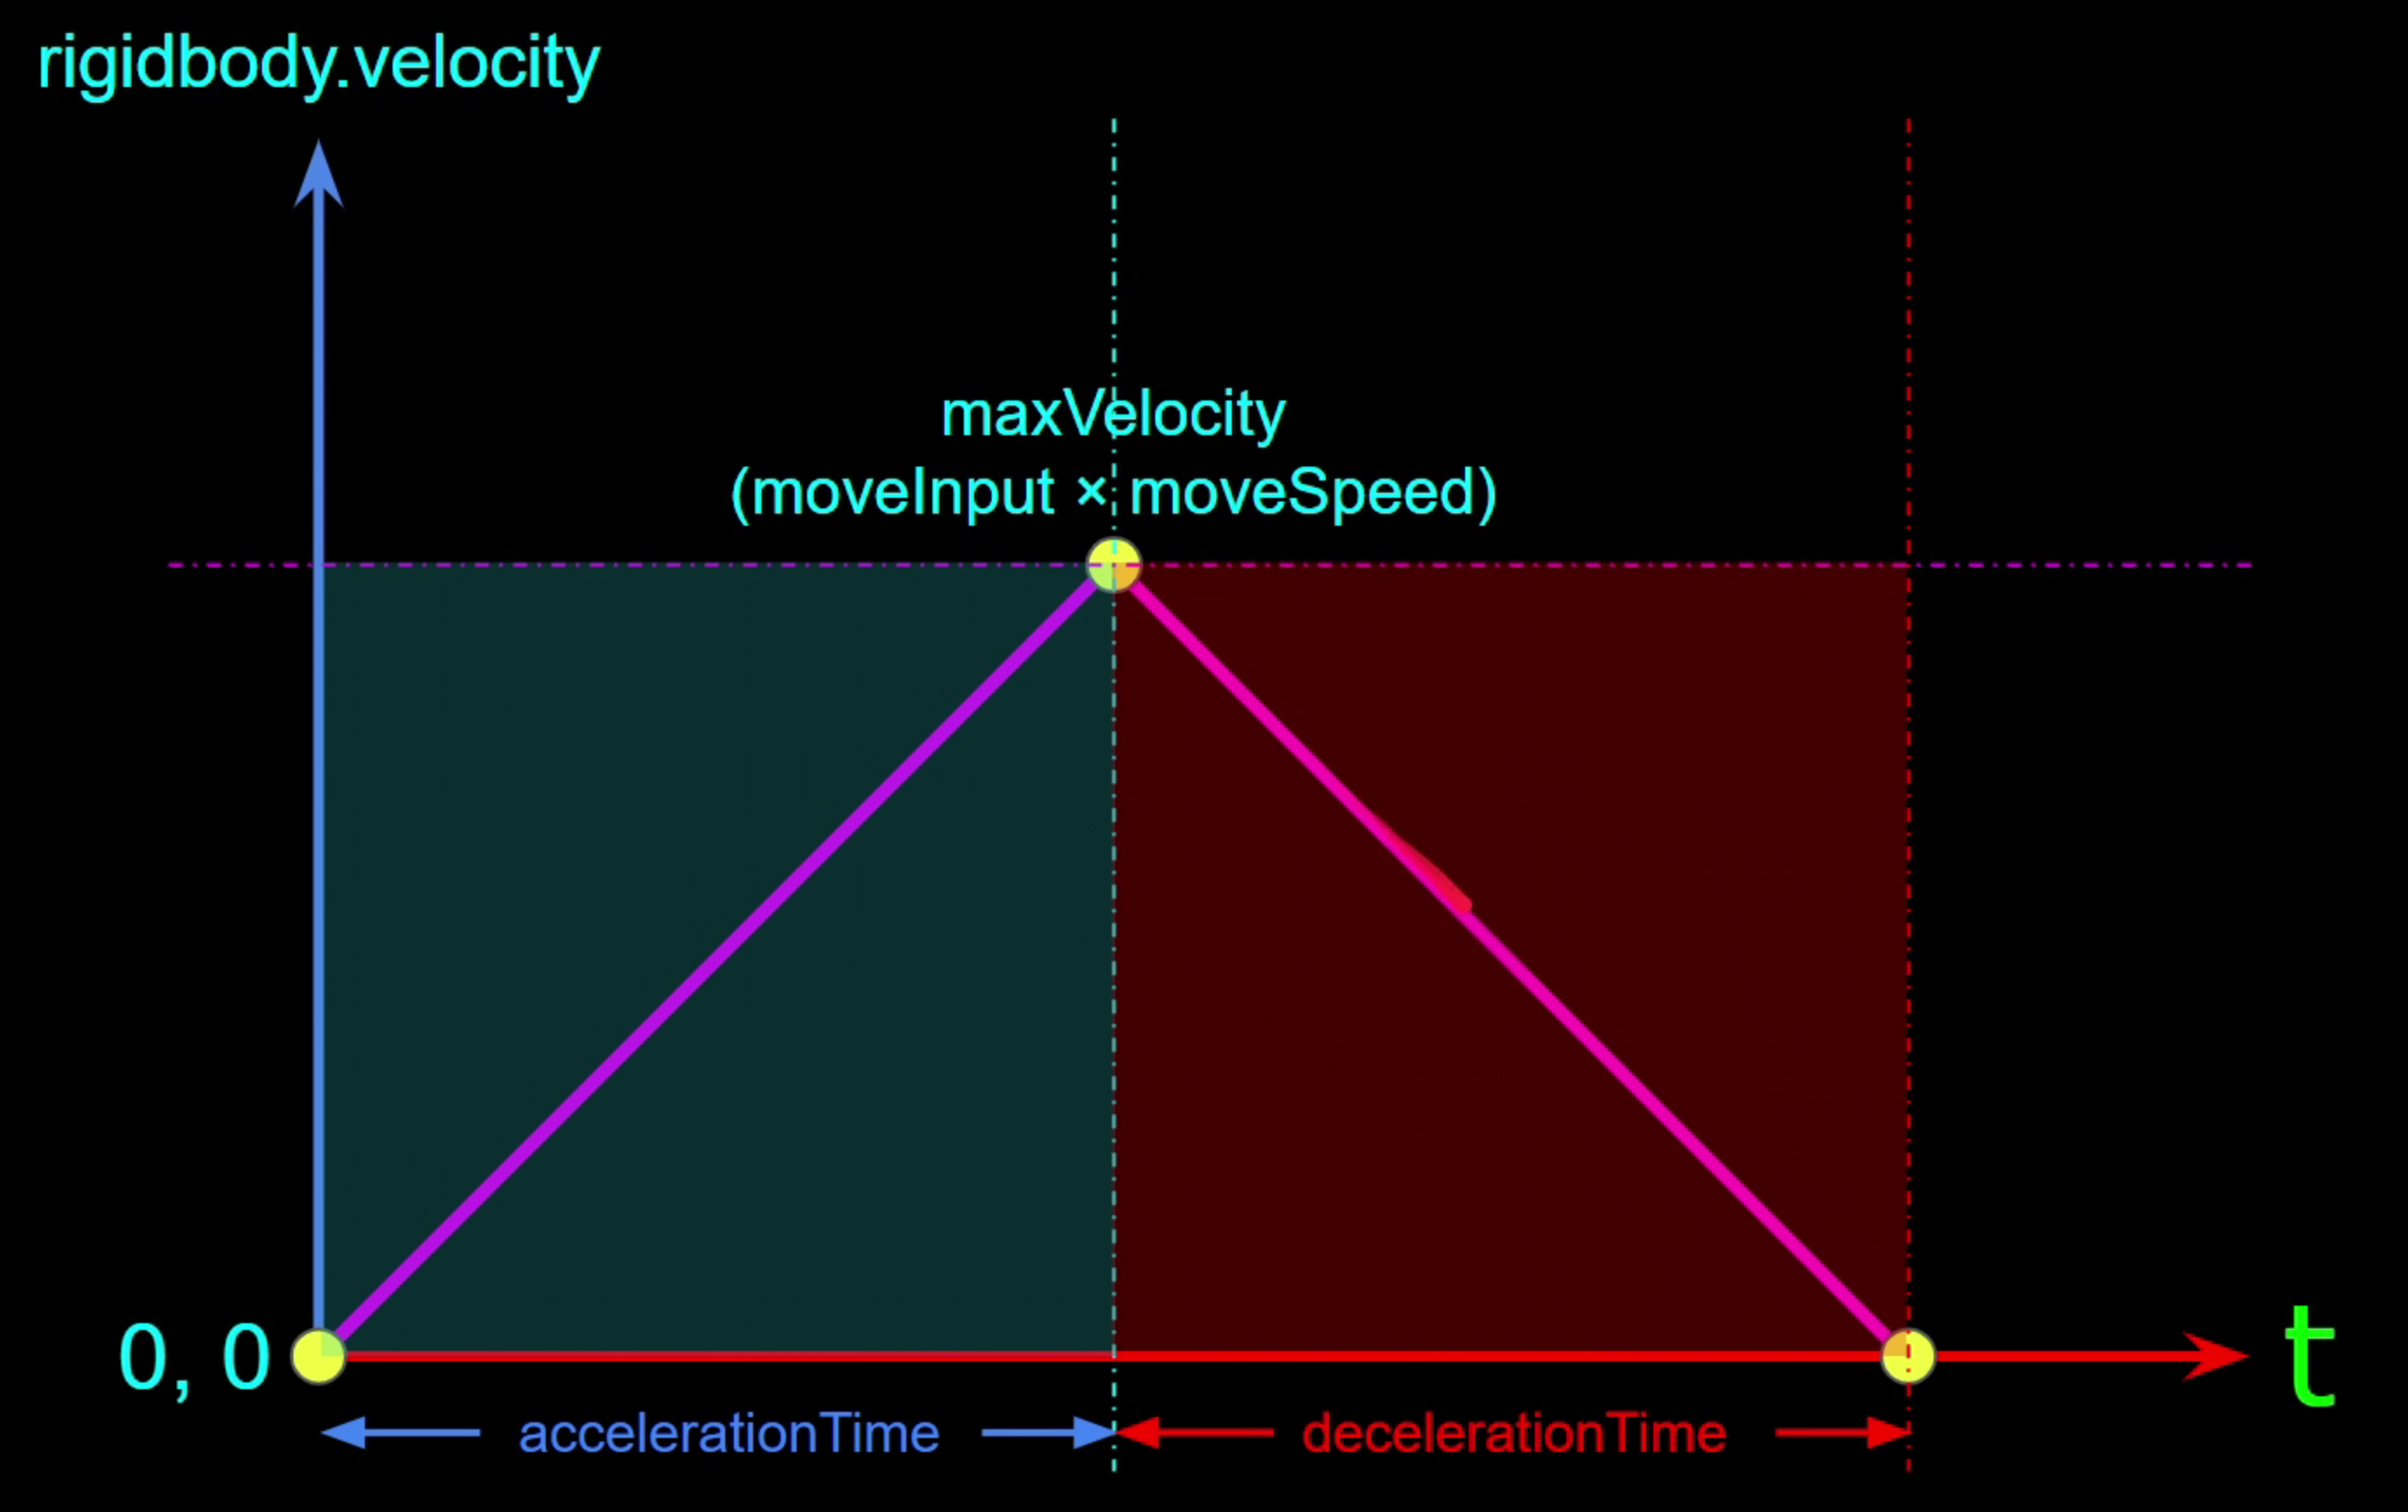 rigidbody.velocity
maxVelocity
(moveInput × moveSpeed)
0, 0
t
accelerationTime
decelerationTime